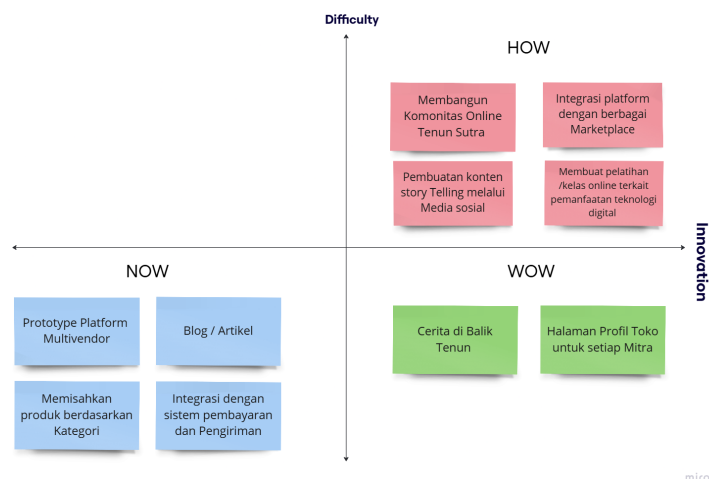 Difficulty
HOW
Membangun
Komonitas Online
Tenun Sutra
Integrasi platform
dengan berbagai
Marketplace
Pembuatan konten
story Telling melalui
Media sosial
Membuat pelatihan
/kelas online terkait
pemanfaatan teknologi
digital
Innovation
NOW
WOW
Prototype Platform
Multivendor
Blog / Artikel
Cerita di Balik
Tenun
Halaman Profil Toko
untuk setiap Mitra
Memisahkan
produk berdasarkan
Kategori
Integrasi dengan
sistem pembayaran
dan Pengiriman
miro